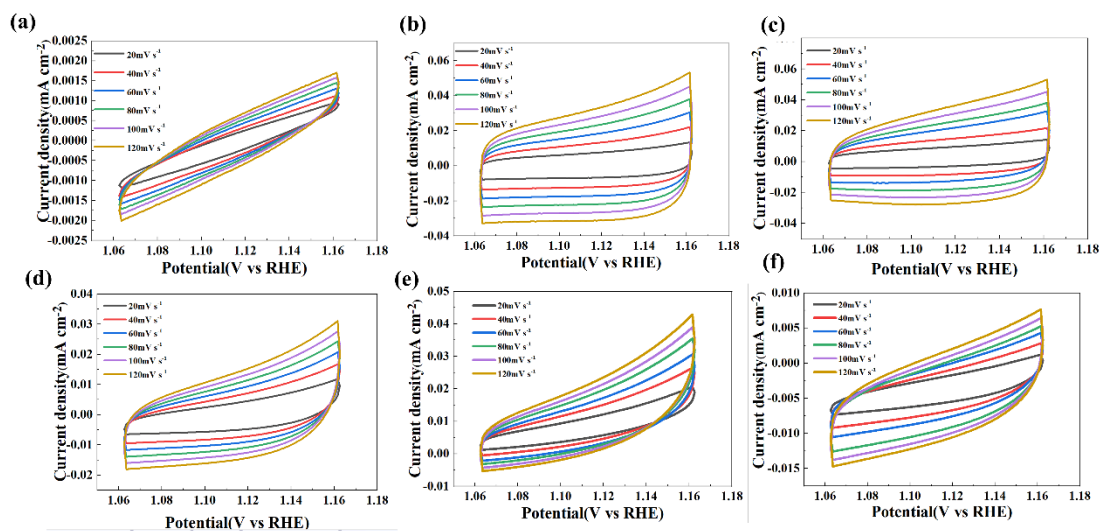 (a)
0.0025
0.0020
0.0015
0.0010
0.0005
0.0000
-0.0005
-0.0010
-0.0015
-0.0020
-0.0025
Current density(mA cm⁻²)
20mV s⁻¹
40mV s⁻¹
60mV s⁻¹
80mV s⁻¹
100mV s⁻¹
120mV s⁻¹
1.06 1.08 1.10 1.12 1.14 1.16 1.18
Potential(V vs RHE)
(b)
0.06
0.04
0.02
0.00
-0.02
-0.04
Current density(mA cm⁻²)
20mV s⁻¹
40mV s⁻¹
60mV s⁻¹
80mV s⁻¹
100mV s⁻¹
120mV s⁻¹
1.06 1.08 1.10 1.12 1.14 1.16 1.18
Potential(V vs RHE)
(c)
0.06
0.04
0.02
0.00
-0.02
-0.04
Current density(mA cm⁻²)
20mV s⁻¹
40mV s⁻¹
60mV s⁻¹
80mV s⁻¹
100mV s⁻¹
120mV s⁻¹
1.06 1.08 1.10 1.12 1.14 1.16 1.18
Potential(V vs RHE)
(d)
0.04
0.03
0.02
0.01
0.00
-0.01
-0.02
Current density(mA cm⁻²)
20mV s⁻¹
40mV s⁻¹
60mV s⁻¹
80mV s⁻¹
100mV s⁻¹
120mV s⁻¹
1.06 1.08 1.10 1.12 1.14 1.16 1.18
Potential(V vs RHE)
(e)
0.05
0.04
0.03
0.02
0.01
0.00
-0.01
Current density(mA cm⁻²)
20mV s⁻¹
40mV s⁻¹
60mV s⁻¹
80mV s⁻¹
100mV s⁻¹
120mV s⁻¹
1.06 1.08 1.10 1.12 1.14 1.16 1.18
Potential(V vs RHE)
(f)
0.010
0.005
0.000
-0.005
-0.010
-0.015
Current density(mA cm⁻²)
20mV s⁻¹
40mV s⁻¹
60mV s⁻¹
80mV s⁻¹
100mV s⁻¹
120mV s⁻¹
1.06 1.08 1.10 1.12 1.14 1.16 1.18
Potential(V vs RHE)